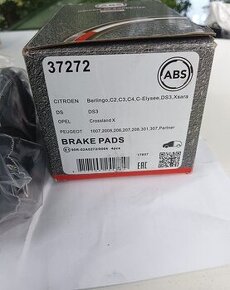 37272
ABS
CITROEN Berlingo,C2,C3,C4,C-Elysee,DS3,Xsara
DS DS3
OPEL Crossland X
PEUGEOT 1007,2008,206,207,208,301,307,Partner
BRAKE PADS
17937